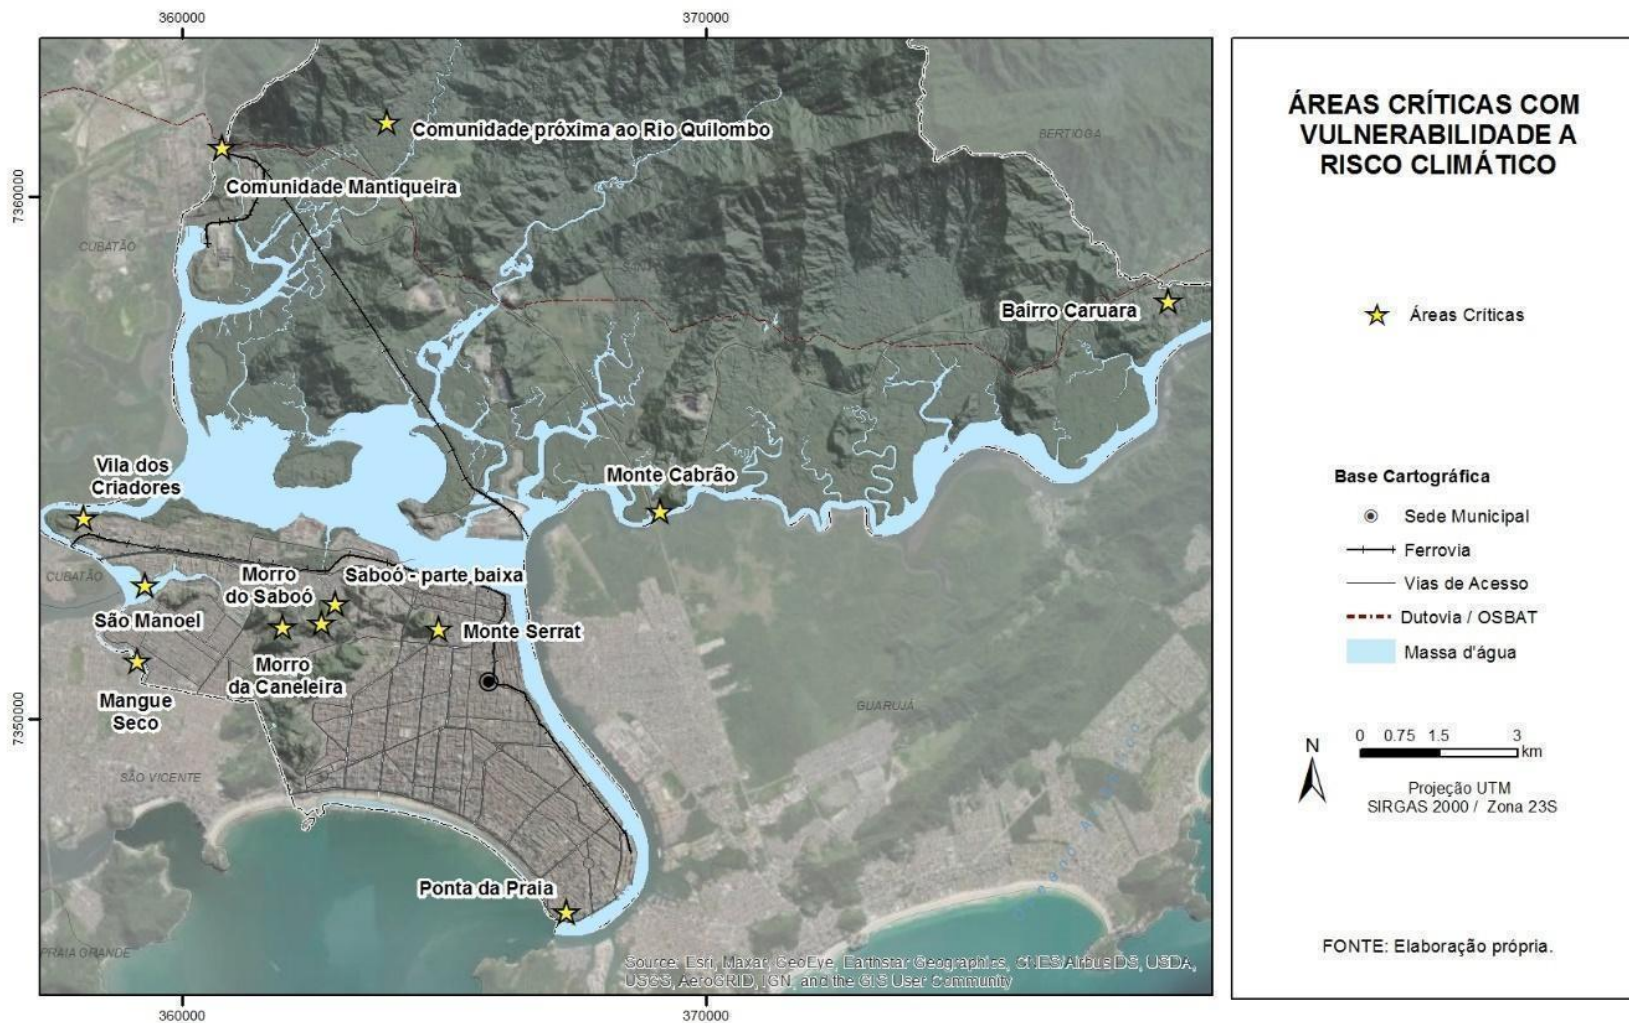 360000
370000
7360000
7350000
BERTIOGA
Comunidade próxima ao Rio Quilombo
Comunidade Mantiqueira
CUBATÃO
Bairro Caruara
Vila dos
Criadores
Monte Cabrão
CUBATÃO
Morro
do Saboó
Saboó - parte baixa
São Manoel
Monte Serrat
Morro
da Caneleira
Mangue
Seco
GUARUJÁ
SÃO VICENTE
Ponta da Praia
PRAIA GRANDE
Source: Esri, Maxar, GeoEye, Earthstar Geographics, CNES/Airbus DS, USDA,
USGS, AeroGRID, IGN, and the GIS User Community
360000
370000
ÁREAS CRÍTICAS COM
VULNERABILIDADE A
RISCO CLIMÁTICO
Áreas Críticas
Base Cartográfica
Sede Municipal
Ferrovia
Vias de Acesso
Dutovia / OSBAT
Massa d'água
N
0 0.75 1.5 3
km
Projeção UTM
SIRGAS 2000 / Zona 23S
FONTE: Elaboração própria.